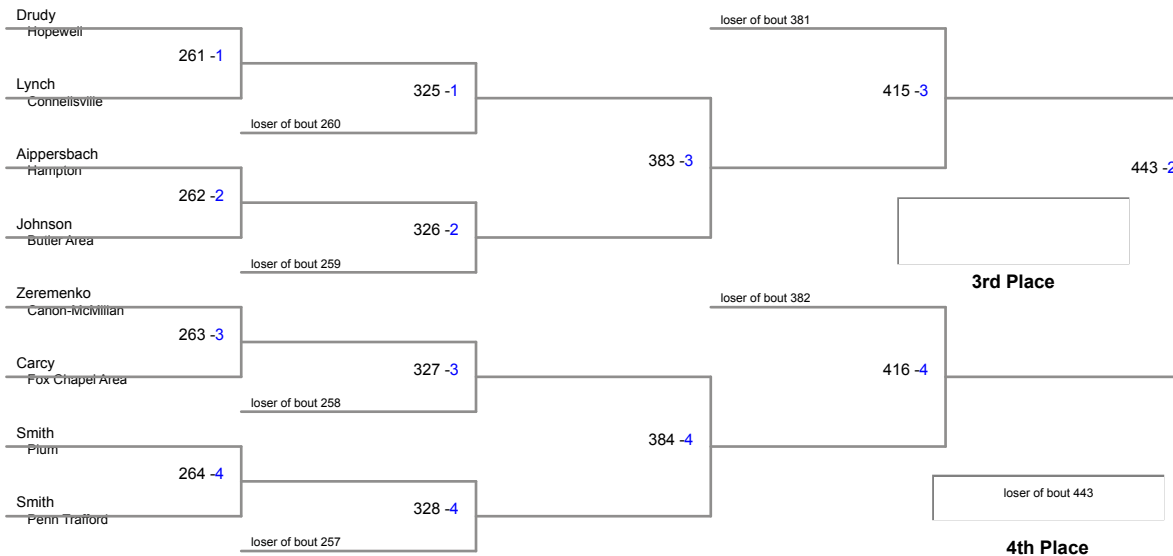 Drudy
Hopewell
261 -1
Lynch
Connellsville
325 -1
loser of bout 260
Aippersbach
Hampton
262 -2
Johnson
Butler Area
326 -2
loser of bout 259
383 -3
loser of bout 381
415 -3
443 -2
3rd Place
Zeremenko
Canon-McMillan
263 -3
Carcy
Fox Chapel Area
327 -3
loser of bout 258
Smith
Plum
264 -4
Smith
Penn Trafford
328 -4
loser of bout 257
384 -4
loser of bout 382
416 -4
loser of bout 443
4th Place